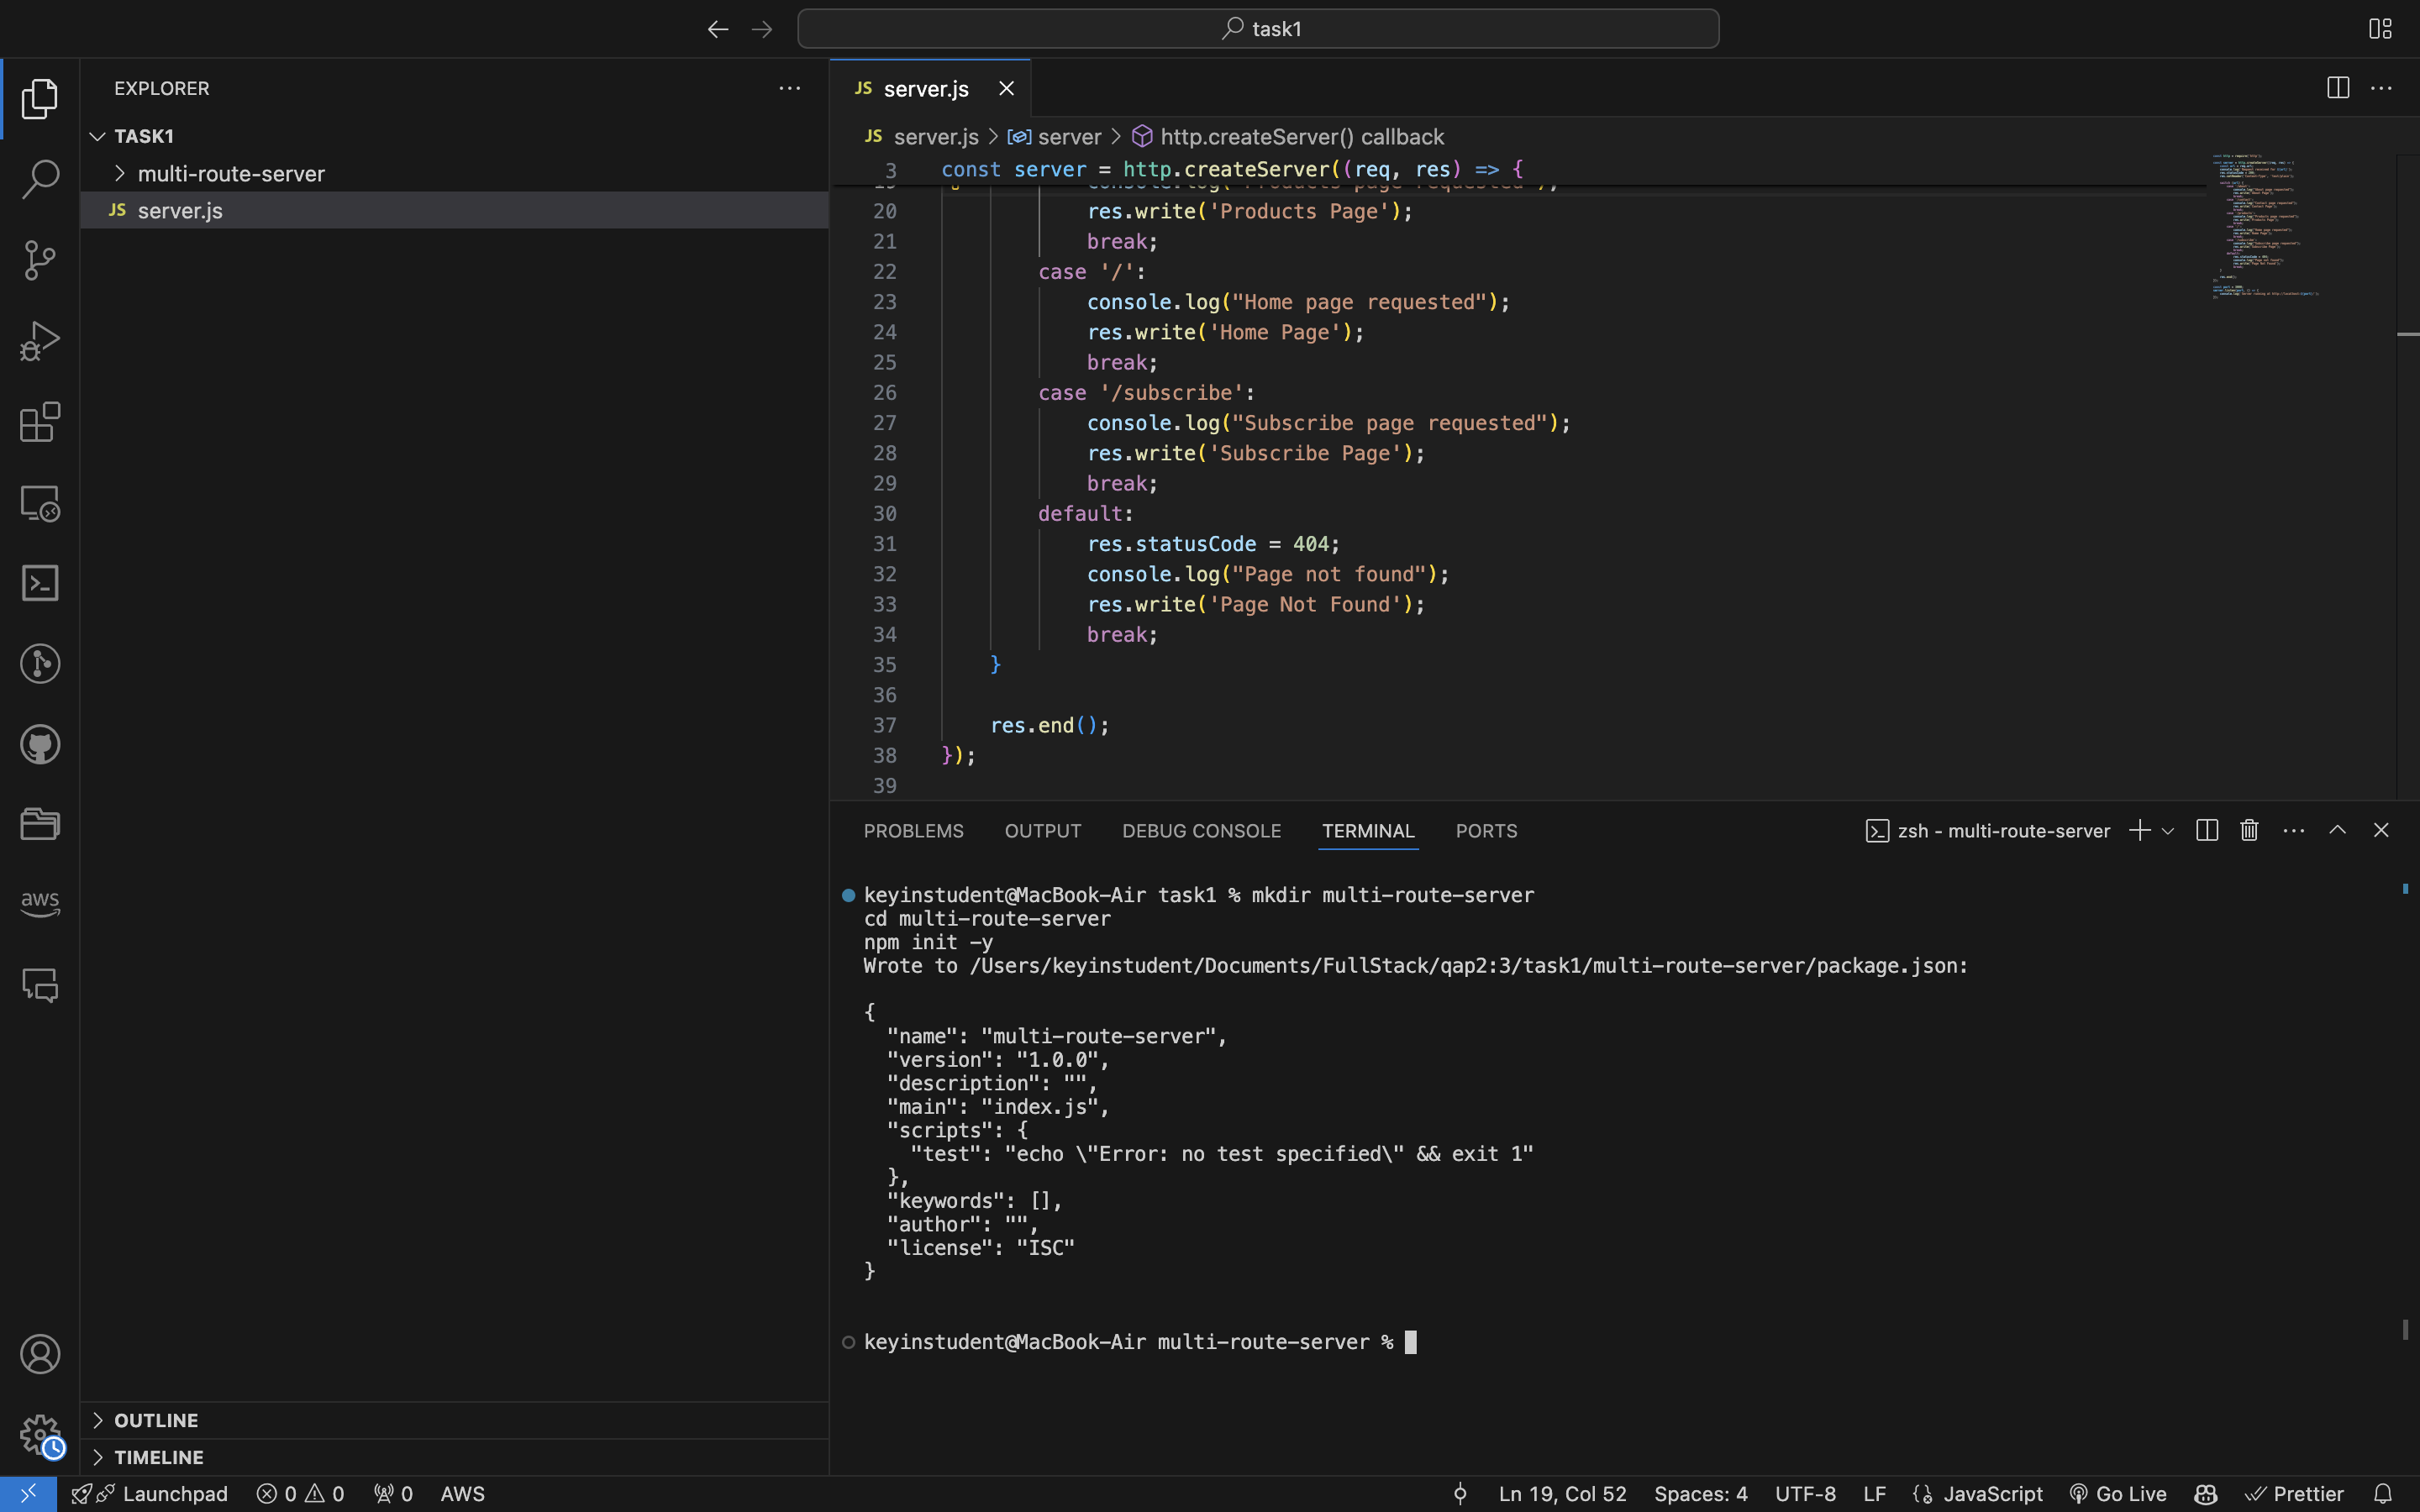 task1
EXPLORER
TASK1
multi-route-server
JS server.js
aws
OUTLINE
TIMELINE
JS server.js
JS server.js > server > http.createServer() callback
3 const server = http.createServer((req, res) => {
20 res.write('Products Page');
21 break;
22 case '/':
23 console.log("Home page requested");
24 res.write('Home Page');
25 break;
26 case '/subscribe':
27 console.log("Subscribe page requested");
28 res.write('Subscribe Page');
29 break;
30 default:
31 res.statusCode = 404;
32 console.log("Page not found");
33 res.write('Page Not Found');
34 break;
35 }
36
37 res.end();
38 });
39
PROBLEMS OUTPUT DEBUG CONSOLE TERMINAL PORTS zsh - multi-route-server
keyinstudent@MacBook-Air task1 % mkdir multi-route-server
cd multi-route-server
npm init -y
Wrote to /Users/keyinstudent/Documents/FullStack/qap2:3/task1/multi-route-server/package.json:
{
"name": "multi-route-server",
"version": "1.0.0",
"description": "",
"main": "index.js",
"scripts": {
"test": "echo \"Error: no test specified\" && exit 1"
},
"keywords": [],
"author": "",
"license": "ISC"
}
keyinstudent@MacBook-Air multi-route-server %
Launchpad 0 0 0 AWS Ln 19, Col 52 Spaces: 4 UTF-8 LF JavaScript Go Live Prettier